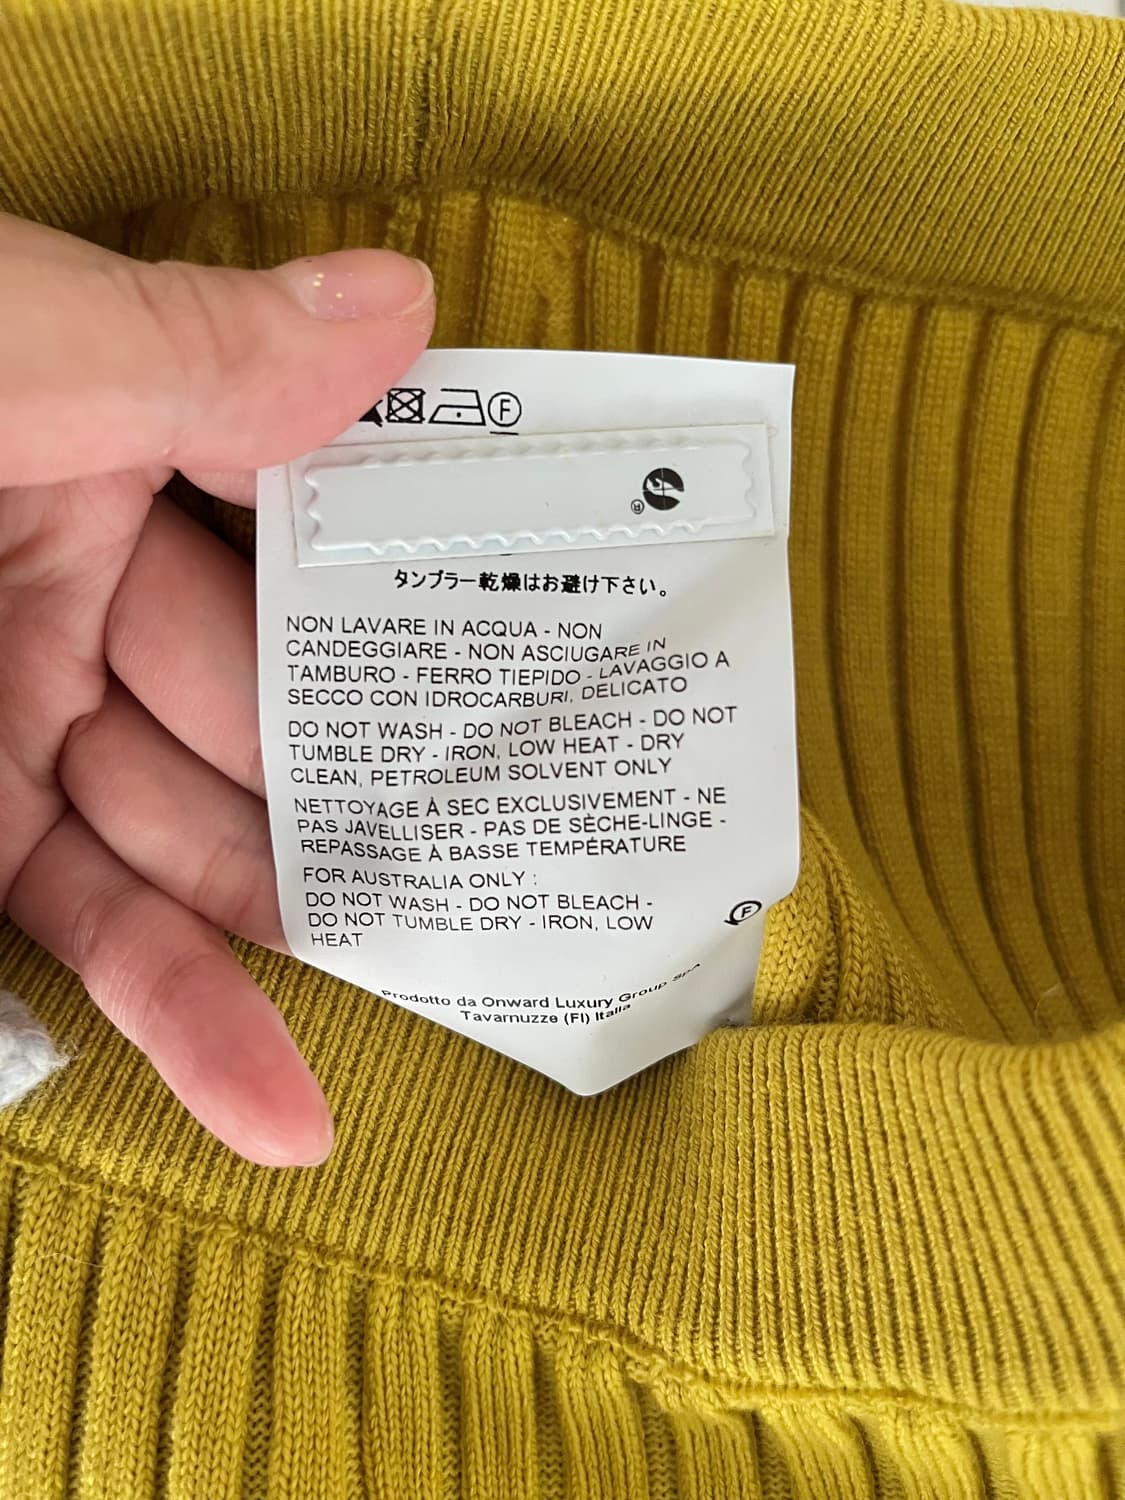 F
®
タンブラー乾燥はお避け下さい。
NON LAVARE IN ACQUA - NON
CANDEGGIARE - NON ASCIUGARE IN
TAMBURO - FERRO TIEPIDO - LAVAGGIO A
SECCO CON IDROCARBURI, DELICATO
DO NOT WASH - DO NOT BLEACH - DO NOT
TUMBLE DRY - IRON, LOW HEAT - DRY
CLEAN, PETROLEUM SOLVENT ONLY
NETTOYAGE À SEC EXCLUSIVEMENT - NE
PAS JAVELLISER - PAS DE SÈCHE-LINGE -
REPASSAGE À BASSE TEMPÉRATURE
FOR AUSTRALIA ONLY :
DO NOT WASH - DO NOT BLEACH -
DO NOT TUMBLE DRY - IRON, LOW
HEAT
F
Prodotto da Onward Luxury Group SpA
Tavarnuzze (FI) Italia